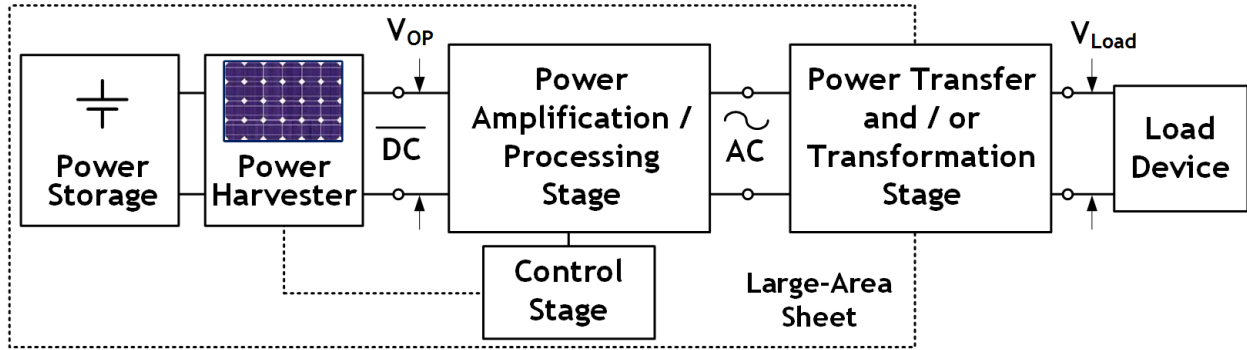 Power
Storage
Power
Harvester
V_OP
DC
Power
Amplification /
Processing
Stage
Control
Stage
AC
Power Transfer
and / or
Transformation
Stage
Large-Area
Sheet
V_Load
Load
Device